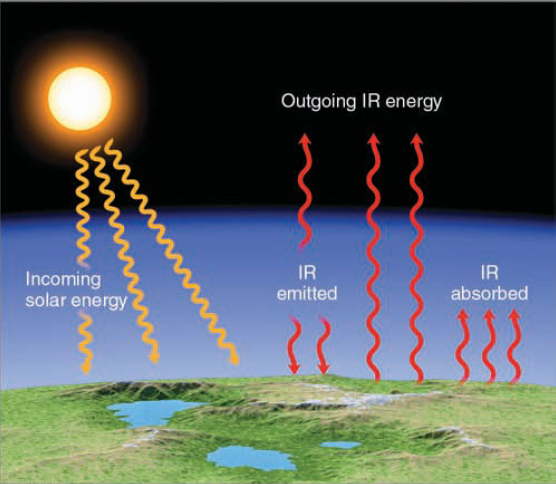 Outgoing IR energy
Incoming
solar energy
IR
emitted
IR
absorbed